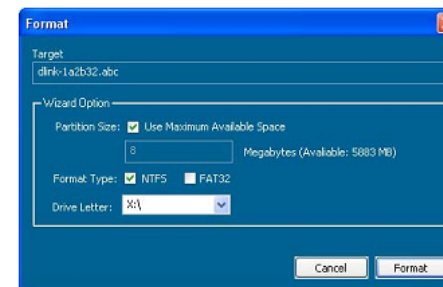 Format
Target
dlink-1a2b32.abc
Wizard Option
Partition Size: Use Maximum Available Space
8 Megabytes (Avaliable: 5883 MB)
Format Type: NTFS FAT32
Drive Letter: X:\
Cancel Format